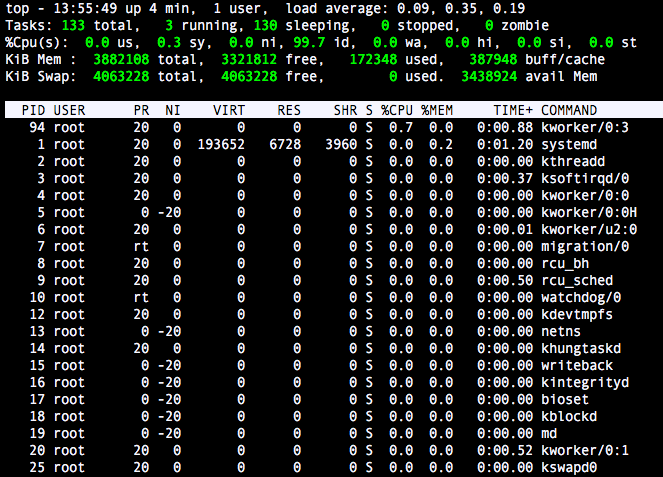 top - 13:55:49 up 4 min,  1 user,  load average: 0.09, 0.35, 0.19
Tasks: 133 total,   3 running, 130 sleeping,   0 stopped,   0 zombie
%Cpu(s):  0.0 us,  0.3 sy,  0.0 ni, 99.7 id,  0.0 wa,  0.0 hi,  0.0 si,  0.0 st
KiB Mem :  3882108 total,  3321812 free,   172348 used,   387948 buff/cache
KiB Swap:  4063228 total,  4063228 free,        0 used.  3438924 avail Mem
PID USER      PR  NI    VIRT    RES    SHR S %CPU %MEM     TIME+ COMMAND
94 root      20   0       0      0      0 S  0.7  0.0   0:00.88 kworker/0:3
1 root      20   0  193652   6728   3960 S  0.0  0.2   0:01.20 systemd
2 root      20   0       0      0      0 S  0.0  0.0   0:00.00 kthreadd
3 root      20   0       0      0      0 S  0.0  0.0   0:00.37 ksoftirqd/0
4 root      20   0       0      0      0 S  0.0  0.0   0:00.00 kworker/0:0
5 root       0 -20       0      0      0 S  0.0  0.0   0:00.00 kworker/0:0H
6 root      20   0       0      0      0 S  0.0  0.0   0:00.01 kworker/u2:0
7 root      rt   0       0      0      0 S  0.0  0.0   0:00.00 migration/0
8 root      20   0       0      0      0 S  0.0  0.0   0:00.00 rcu_bh
9 root      20   0       0      0      0 S  0.0  0.0   0:00.50 rcu_sched
10 root      rt   0       0      0      0 S  0.0  0.0   0:00.00 watchdog/0
12 root      20   0       0      0      0 S  0.0  0.0   0:00.00 kdevtmpfs
13 root       0 -20       0      0      0 S  0.0  0.0   0:00.00 netns
14 root      20   0       0      0      0 S  0.0  0.0   0:00.00 khungtaskd
15 root       0 -20       0      0      0 S  0.0  0.0   0:00.00 writeback
16 root       0 -20       0      0      0 S  0.0  0.0   0:00.00 kintegrityd
17 root       0 -20       0      0      0 S  0.0  0.0   0:00.00 bioset
18 root       0 -20       0      0      0 S  0.0  0.0   0:00.00 kblockd
19 root       0 -20       0      0      0 S  0.0  0.0   0:00.00 md
20 root      20   0       0      0      0 S  0.0  0.0   0:00.52 kworker/0:1
25 root      20   0       0      0      0 S  0.0  0.0   0:00.00 kswapd0